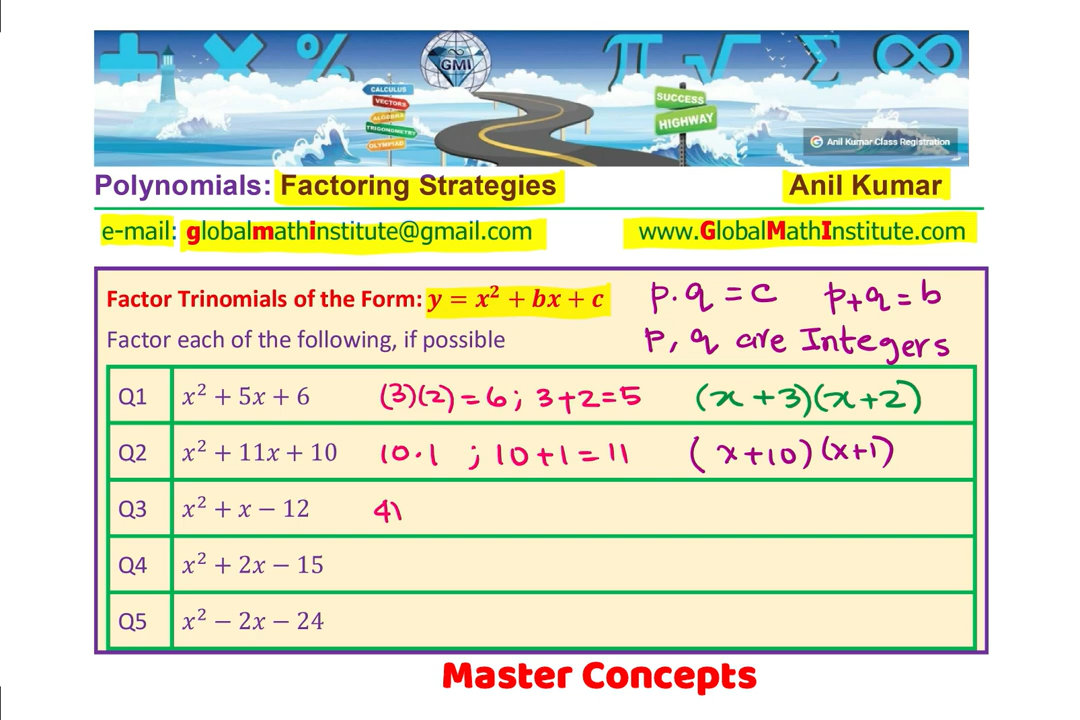 GMI
CALCULUS
VECTORS
ALGEBRA
TRIGONOMETRY
OLYMPIAD
SUCCESS
HIGHWAY
Anil Kumar Class Registration
Polynomials: Factoring Strategies Anil Kumar
e-mail: globalmathinstitute@gmail.com www.GlobalMathInstitute.com
Factor Trinomials of the Form: y = x² + bx + c p.q = c p+q = b
Factor each of the following, if possible p, q are Integers
Q1 x² + 5x + 6 (3)(2) = 6; 3+2=5 (x+3)(x+2)
Q2 x² + 11x + 10 10·1 ; 10+1=11 (x+10)(x+1)
Q3 x² + x − 12 4
Q4 x² + 2x − 15
Q5 x² − 2x − 24
Master Concepts